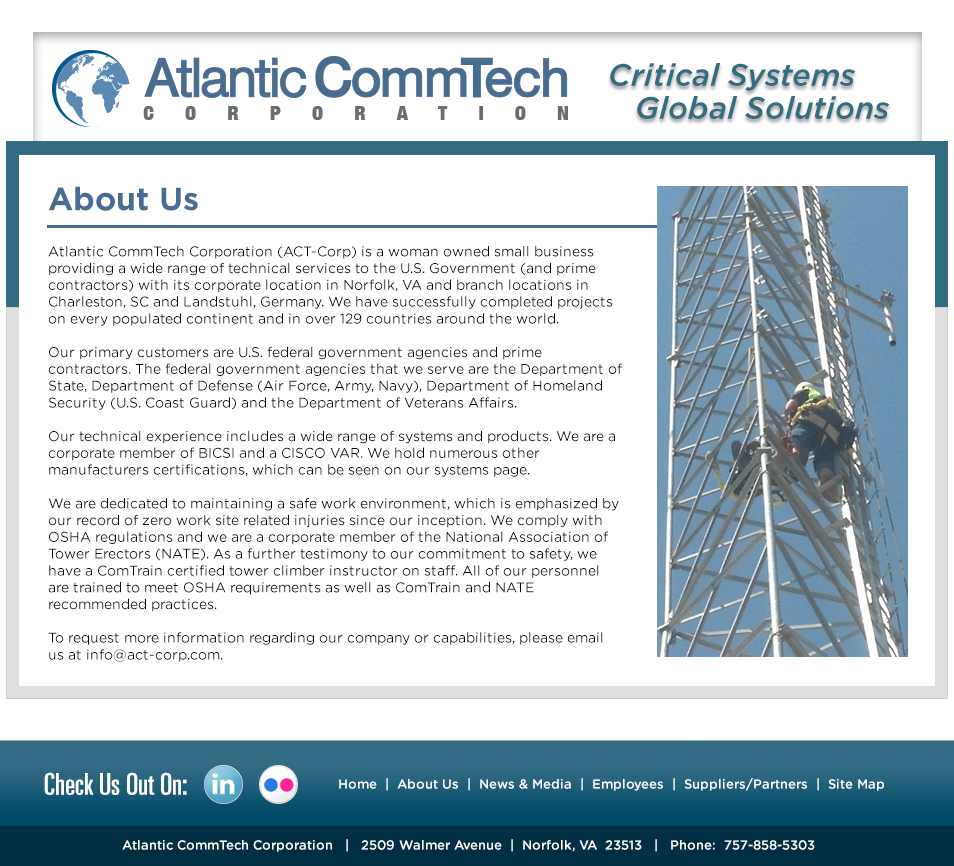 Atlantic CommTech
CORPORATION
Critical Systems
Global Solutions
About Us
Atlantic CommTech Corporation (ACT-Corp) is a woman owned small business
providing a wide range of technical services to the U.S. Government (and prime
contractors) with its corporate location in Norfolk, VA and branch locations in
Charleston, SC and Landstuhl, Germany. We have successfully completed projects
on every populated continent and in over 129 countries around the world.
Our primary customers are U.S. federal government agencies and prime
contractors. The federal government agencies that we serve are the Department of
State, Department of Defense (Air Force, Army, Navy), Department of Homeland
Security (U.S. Coast Guard) and the Department of Veterans Affairs.
Our technical experience includes a wide range of systems and products. We are a
corporate member of BICSI and a CISCO VAR. We hold numerous other
manufacturers certifications, which can be seen on our systems page.
We are dedicated to maintaining a safe work environment, which is emphasized by
our record of zero work site related injuries since our inception. We comply with
OSHA regulations and we are a corporate member of the National Association of
Tower Erectors (NATE). As a further testimony to our commitment to safety, we
have a ComTrain certified tower climber instructor on staff. All of our personnel
are trained to meet OSHA requirements as well as ComTrain and NATE
recommended practices.
To request more information regarding our company or capabilities, please email
us at info@act-corp.com.
Check Us Out On: in
Home | About Us | News & Media | Employees | Suppliers/Partners | Site Map
Atlantic CommTech Corporation | 2509 Walmer Avenue | Norfolk, VA 23513 | Phone: 757-858-5303